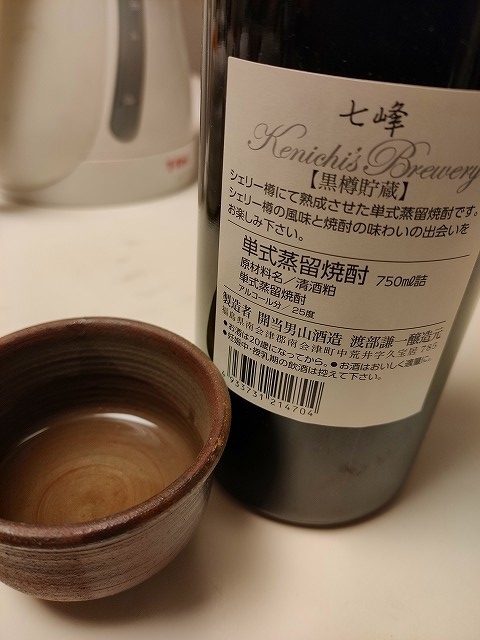 七峰
Kenichi's Brewery
【黒樽貯蔵】
シェリー樽にて熟成させた単式蒸留焼酎です。
シェリー樽の風味と焼酎の味わいの出会いを
お楽しみ下さい。
単式蒸留焼酎 750mℓ詰
原材料名／清酒粕
単式蒸留焼酎
アルコール分／25度
製造者 開当男山酒造 渡部謙一醸造元
福島県南会津郡南会津町中荒井字久宝居785
●お酒は20歳になってから。●お酒はおいしく適量に。
●妊娠中・授乳期の飲酒は控えて下さい。
4 933731 214704